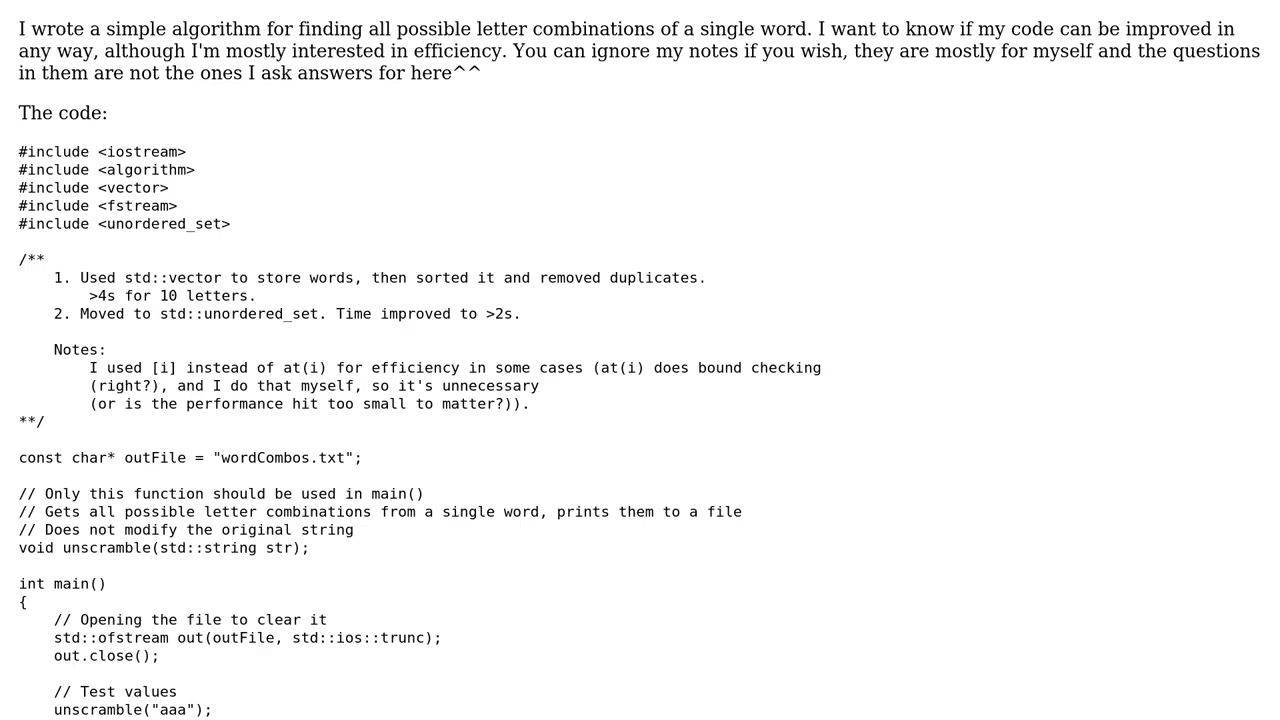 I wrote a simple algorithm for finding all possible letter combinations of a single word. I want to know if my code can be improved in
any way, although I'm mostly interested in efficiency. You can ignore my notes if you wish, they are mostly for myself and the questions
in them are not the ones I ask answers for here^^
The code:
#include <iostream>
#include <algorithm>
#include <vector>
#include <fstream>
#include <unordered_set>
/**
    1. Used std::vector to store words, then sorted it and removed duplicates.
        >4s for 10 letters.
    2. Moved to std::unordered_set. Time improved to >2s.
    Notes:
        I used [i] instead of at(i) for efficiency in some cases (at(i) does bound checking
        (right?), and I do that myself, so it's unnecessary
        (or is the performance hit too small to matter?)).
**/
const char* outFile = "wordCombos.txt";
// Only this function should be used in main()
// Gets all possible letter combinations from a single word, prints them to a file
// Does not modify the original string
void unscramble(std::string str);
int main()
{
    // Opening the file to clear it
    std::ofstream out(outFile, std::ios::trunc);
    out.close();
    // Test values
    unscramble("aaa");